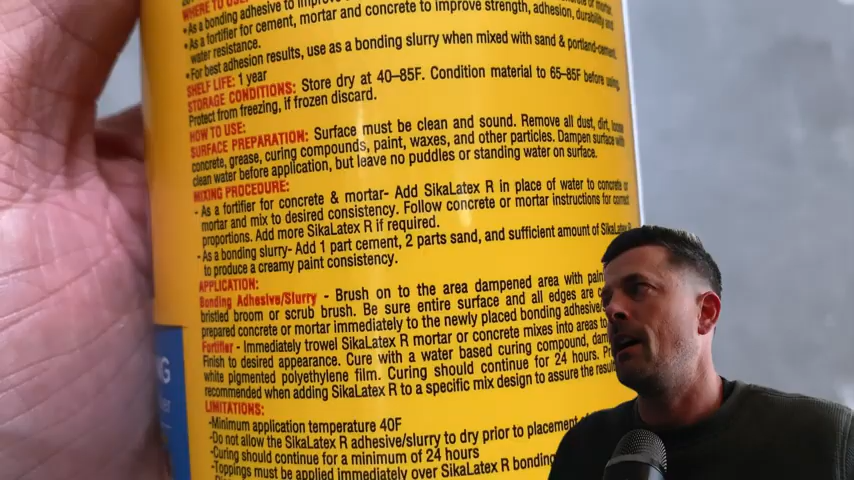 WHERE TO USE
•As a bonding adhesive to improve
•As a fortifier for cement, mortar and concrete to improve strength, adhesion, durability and
water resistance.
•For best adhesion results, use as a bonding slurry when mixed with sand & portland-cement.
SHELF LIFE: 1 year
STORAGE CONDITIONS: Store dry at 40–85F. Condition material to 65–85F before using.
Protect from freezing, if frozen discard.
HOW TO USE:
SURFACE PREPARATION: Surface must be clean and sound. Remove all dust, dirt, loose
concrete, grease, curing compounds, paint, waxes, and other particles. Dampen surface with
clean water before application, but leave no puddles or standing water on surface.
MIXING PROCEDURE:
- As a fortifier for concrete & mortar- Add SikaLatex R in place of water to concrete or
mortar and mix to desired consistency. Follow concrete or mortar instructions for correct
proportions. Add more SikaLatex R if required.
- As a bonding slurry- Add 1 part cement, 2 parts sand, and sufficient amount of SikaLatex R
to produce a creamy paint consistency.
APPLICATION:
Bonding Adhesive/Slurry - Brush on to the area dampened area with
bristled broom or scrub brush. Be sure entire surface and all edges are
prepared concrete or mortar immediately to the newly placed bonding adhesive/
Fortifier - Immediately trowel SikaLatex R mortar or concrete mixes into areas to
Finish to desired appearance. Cure with a water based curing compound,
white pigmented polyethylene film. Curing should continue for 24 hours.
recommended when adding SikaLatex R to a specific mix design to assure the
LIMITATIONS:
-Minimum application temperature 40F
-Do not allow the SikaLatex R adhesive/slurry to dry prior to placement
-Curing should continue for a minimum of 24 hours
-Toppings must be applied immediately over SikaLatex R bonding